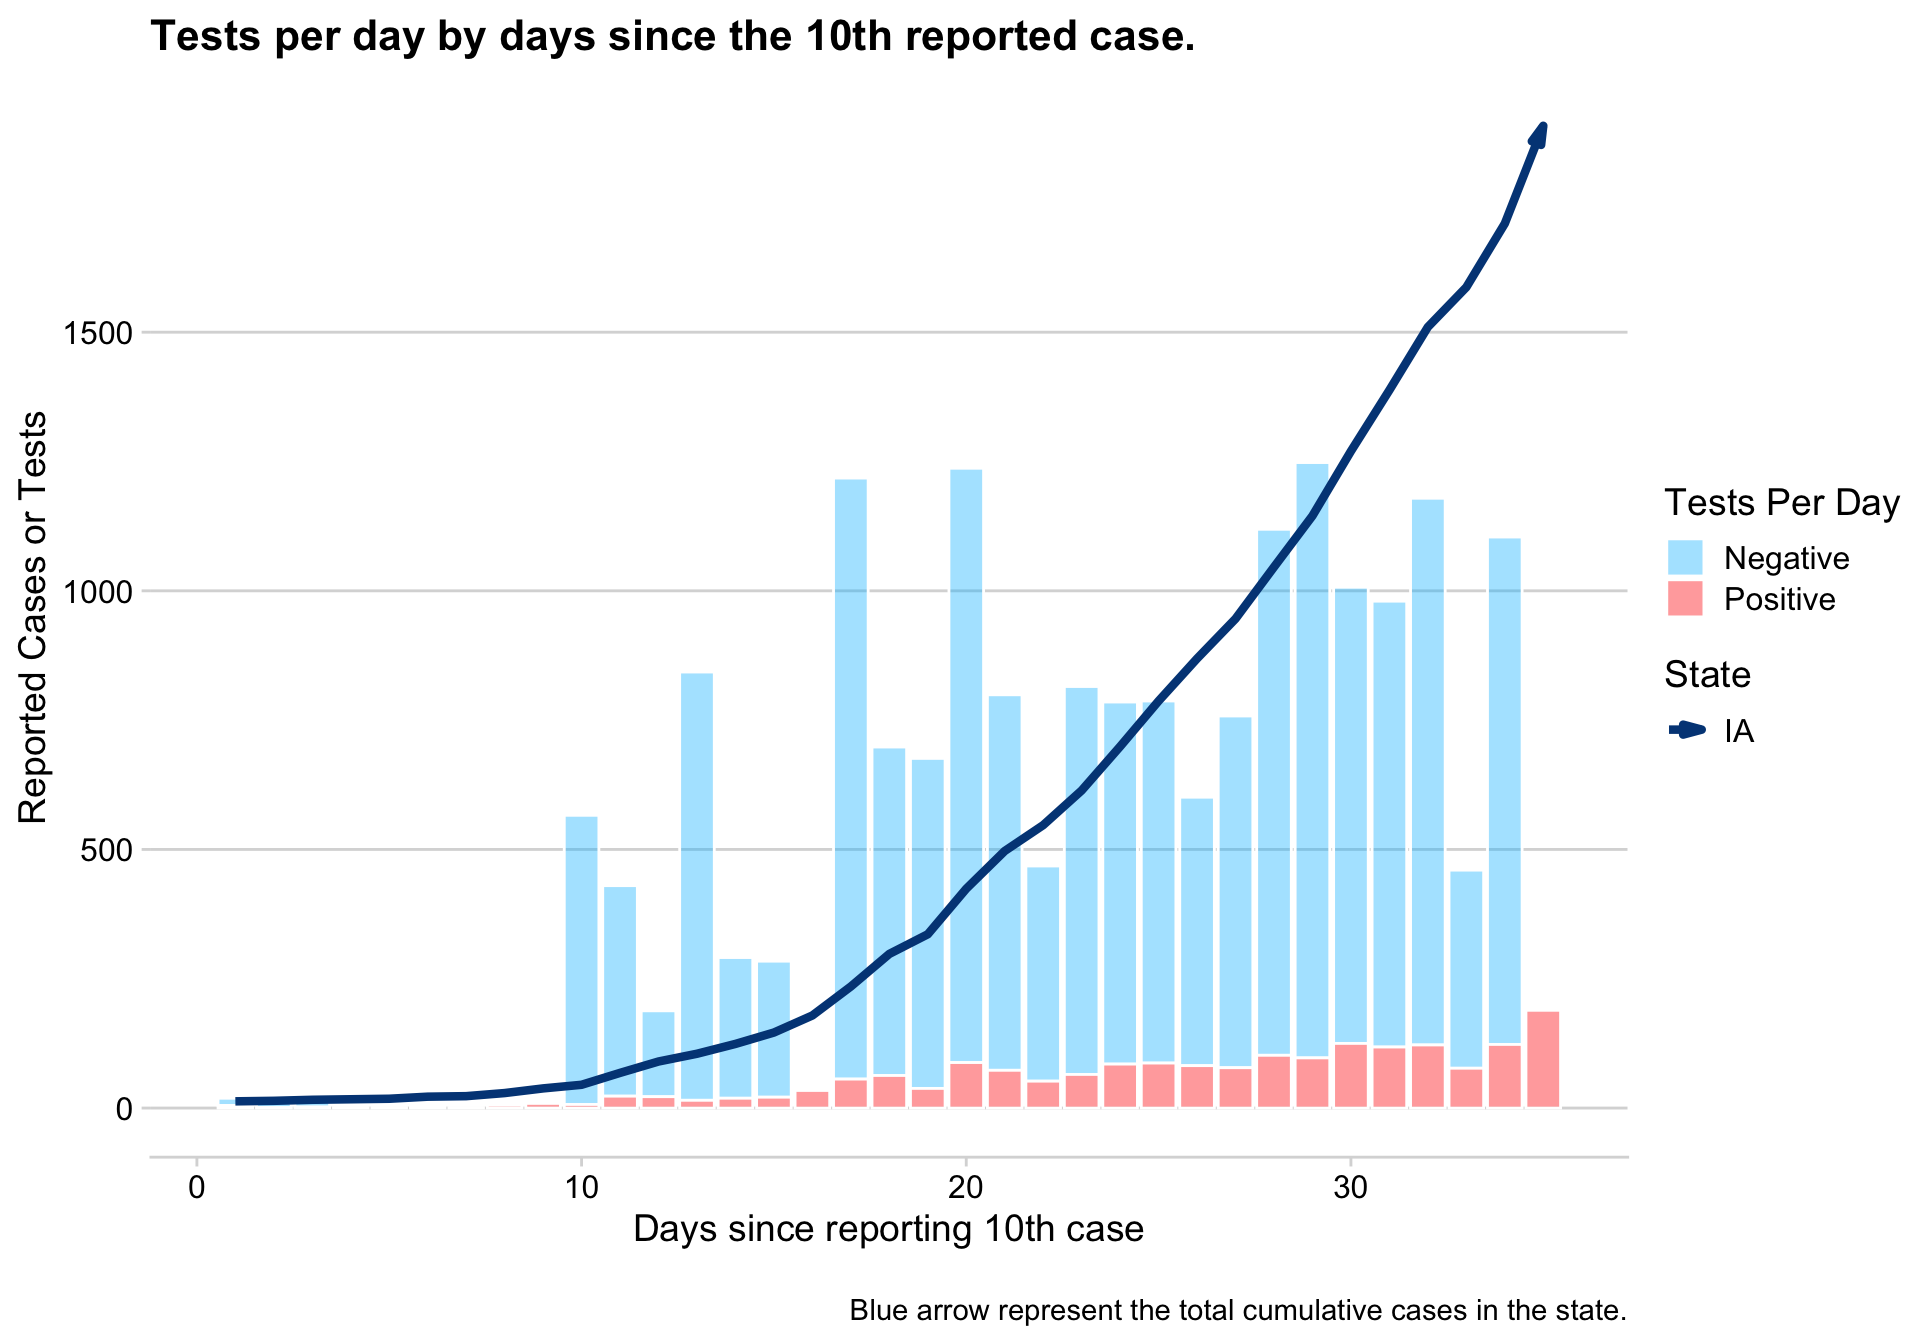 Tests per day by days since the 10th reported case.
1500
1000
500
0
Reported Cases or Tests
0 10 20 30
Days since reporting 10th case
Tests Per Day
Negative
Positive
State
IA
Blue arrow represent the total cumulative cases in the state.